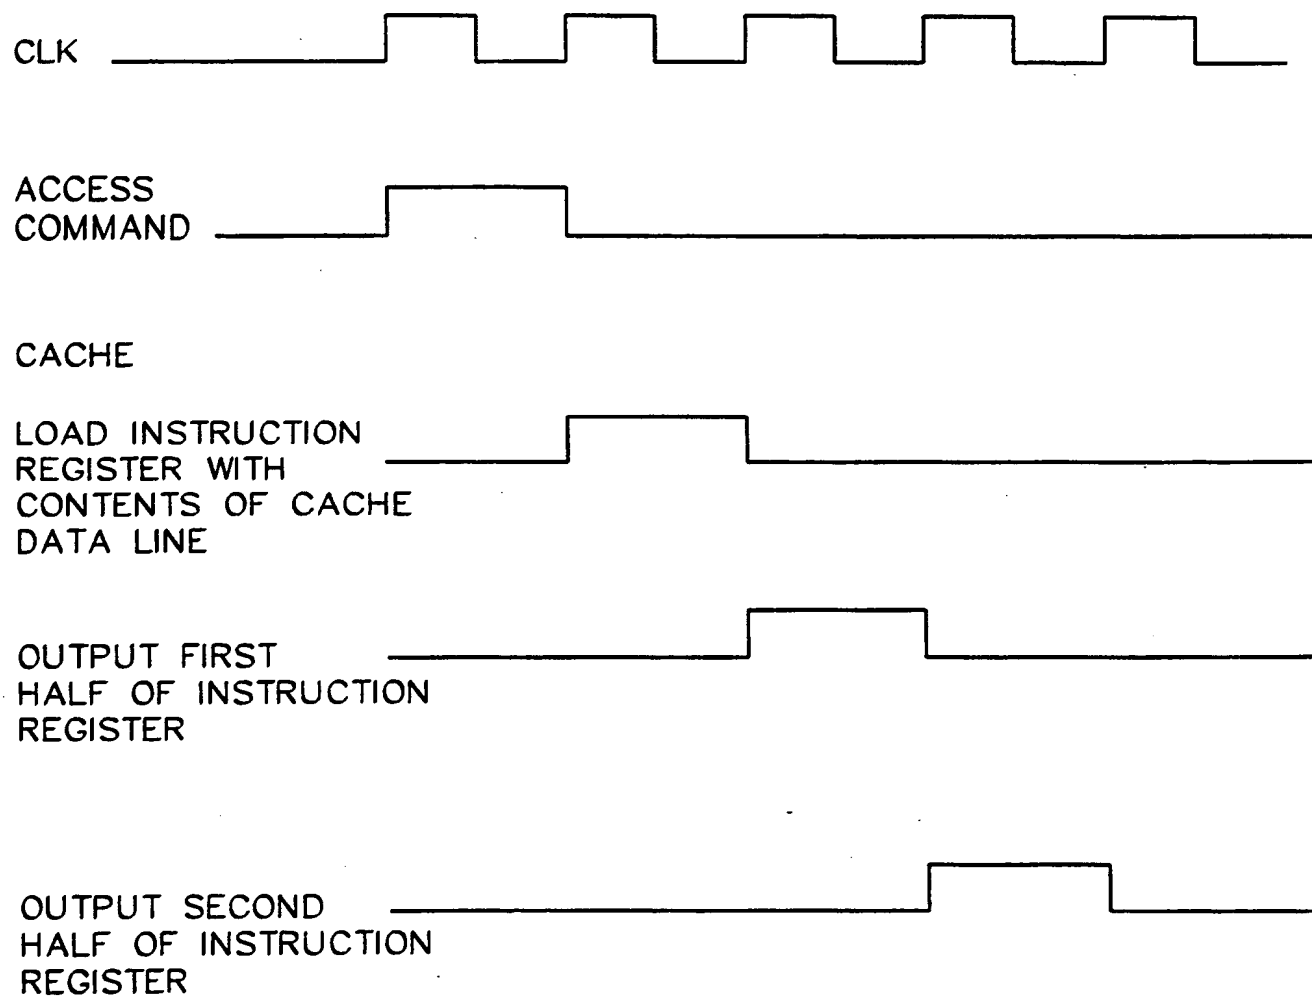 CLK
ACCESS
COMMAND
CACHE
LOAD INSTRUCTION
REGISTER WITH
CONTENTS OF CACHE
DATA LINE
OUTPUT FIRST
HALF OF INSTRUCTION
REGISTER
OUTPUT SECOND
HALF OF INSTRUCTION
REGISTER